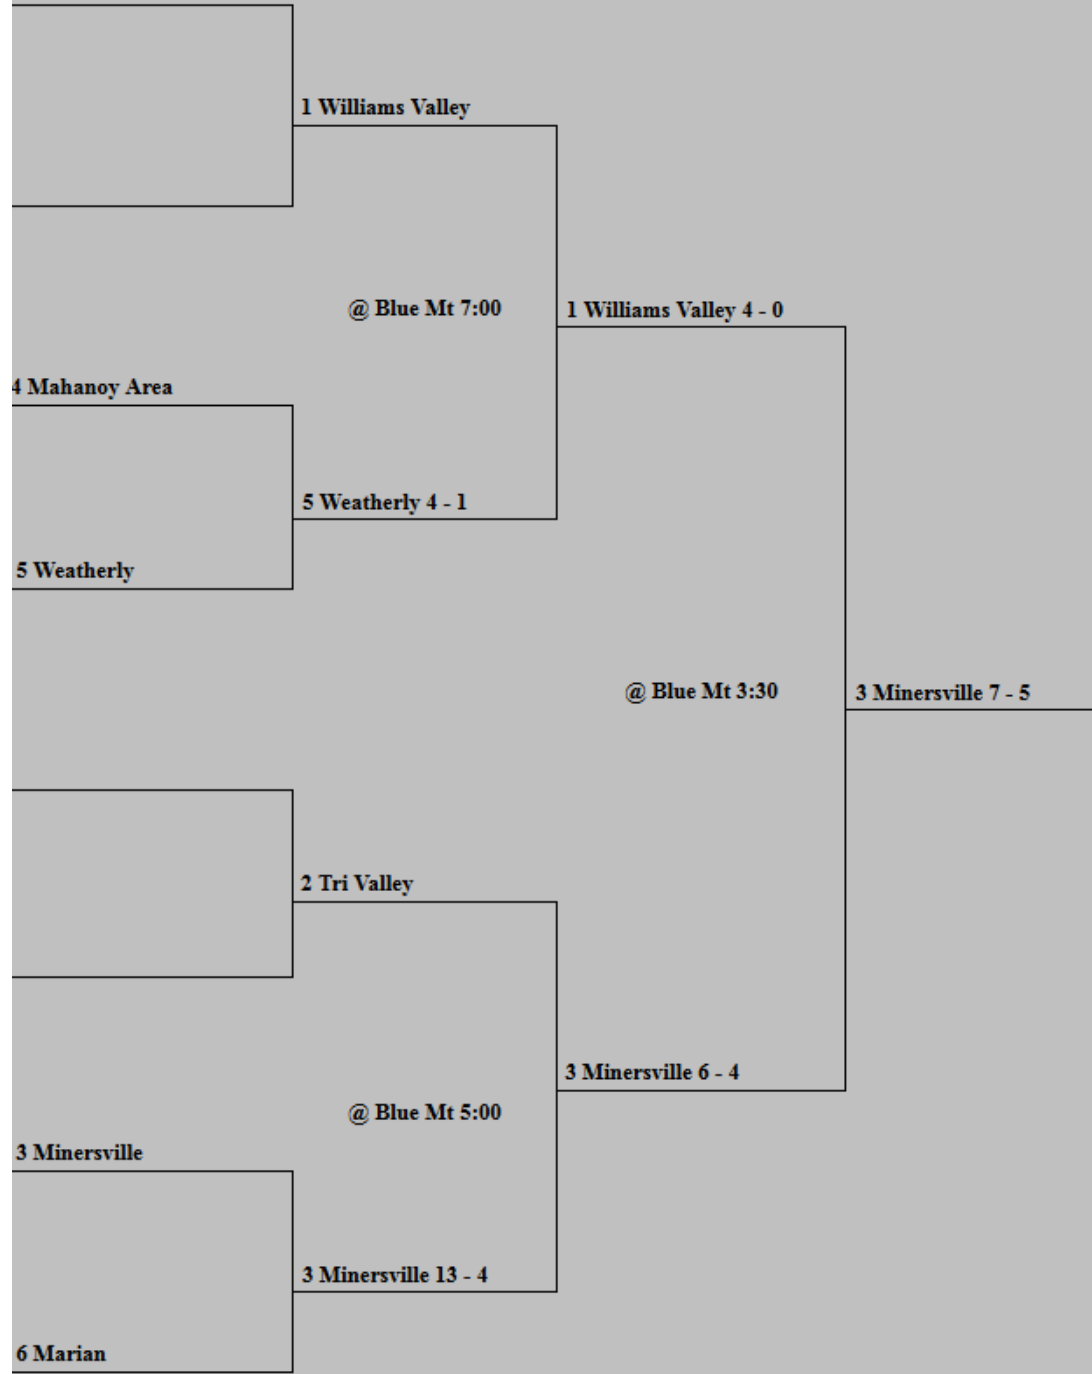 1 Williams Valley
@ Blue Mt 7:00
1 Williams Valley 4 - 0
4 Mahanoy Area
5 Weatherly 4 - 1
5 Weatherly
@ Blue Mt 3:30
3 Minersville 7 - 5
2 Tri Valley
3 Minersville 6 - 4
@ Blue Mt 5:00
3 Minersville
3 Minersville 13 - 4
6 Marian